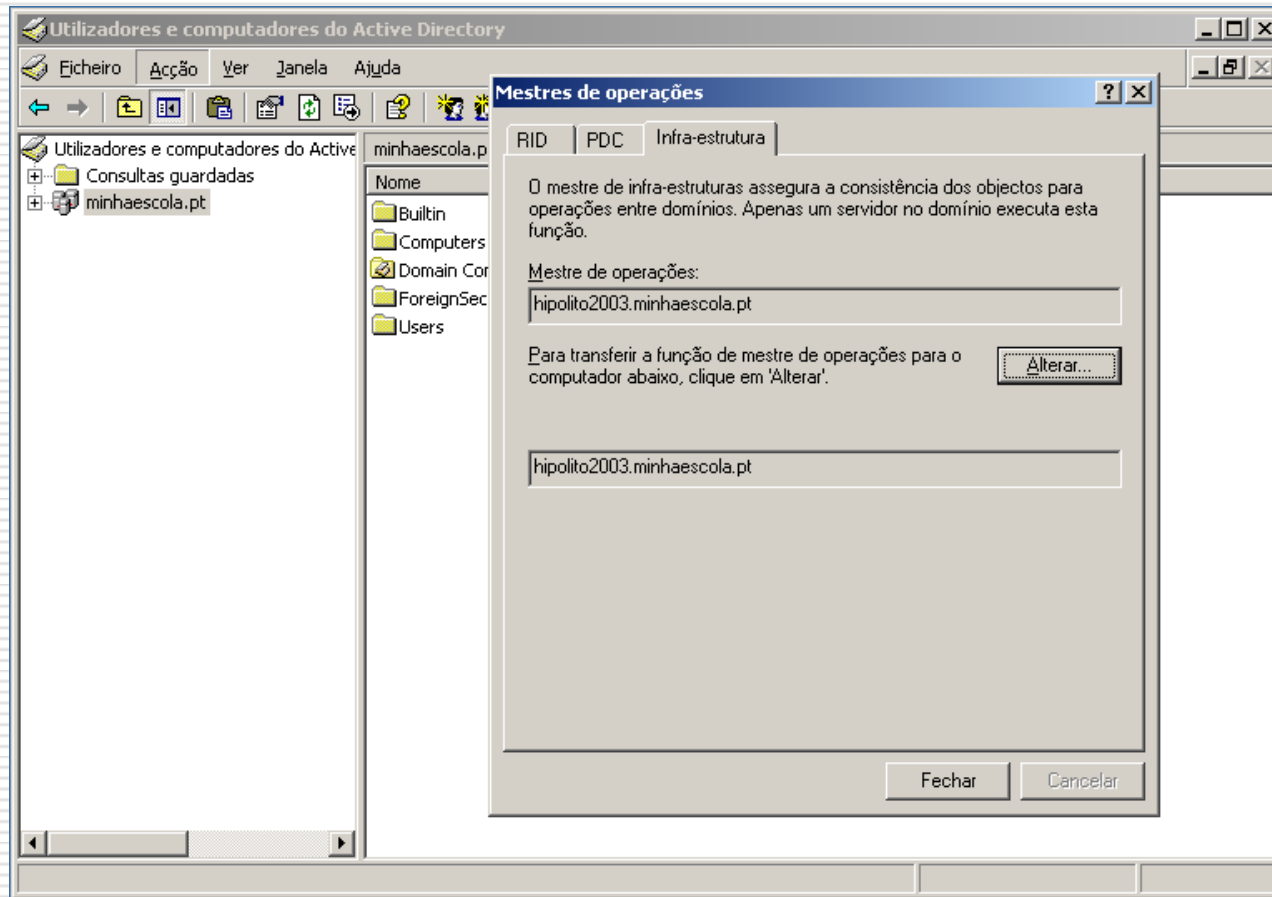 Utilizadores e computadores do Active Directory
Ficheiro Acção Ver Janela Ajuda
Utilizadores e computadores do Active
Consultas guardadas
minhaescola.pt
minhaescola.p
Nome
Builtin
Computers
Domain Con
ForeignSec
Users
Mestres de operações
RID PDC Infra-estrutura
O mestre de infra-estruturas assegura a consistência dos objectos para
operações entre domínios. Apenas um servidor no domínio executa esta
função.
Mestre de operações:
hipolito2003.minhaescola.pt
Para transferir a função de mestre de operações para o
computador abaixo, clique em 'Alterar'.
Alterar...
hipolito2003.minhaescola.pt
Fechar Cancelar